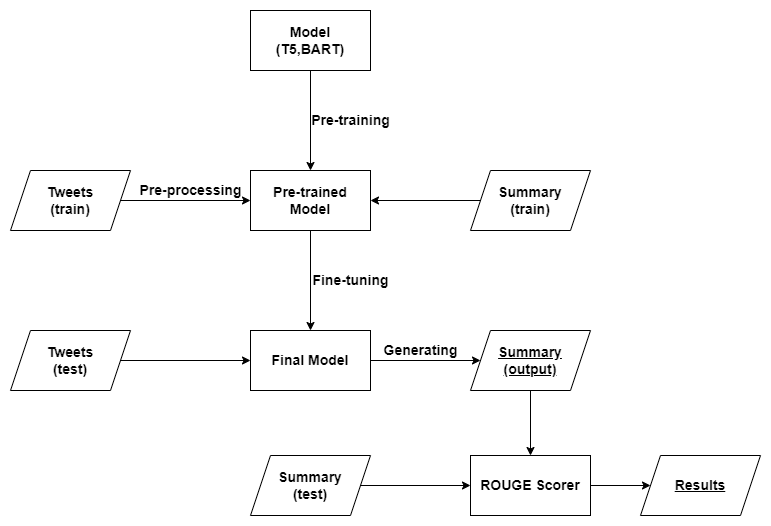 Model
(T5,BART)
Pre-training
Tweets
(train)
Pre-processing
Pre-trained
Model
Summary
(train)
Fine-tuning
Tweets
(test)
Final Model
Generating
Summary
(output)
Summary
(test)
ROUGE Scorer
Results